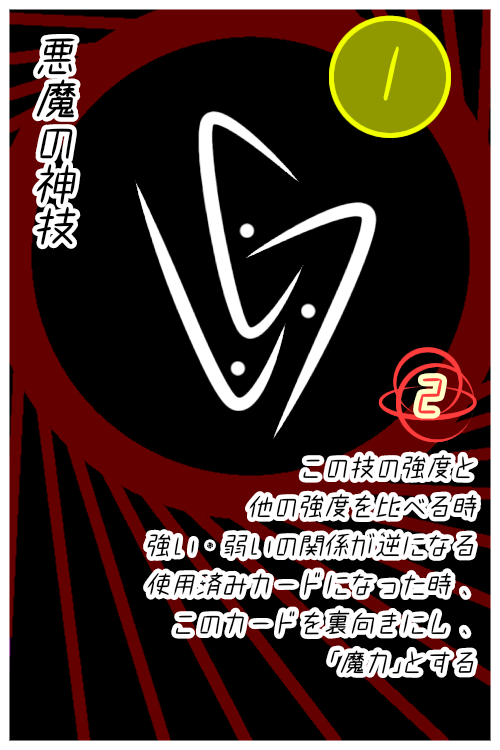 悪魔の神技
1
2
この技の強度と
他の強度を比べる時
強い・弱いの関係が逆になる
使用済みカードになった時、
このカードを裏向きにし、
「魔力」とする